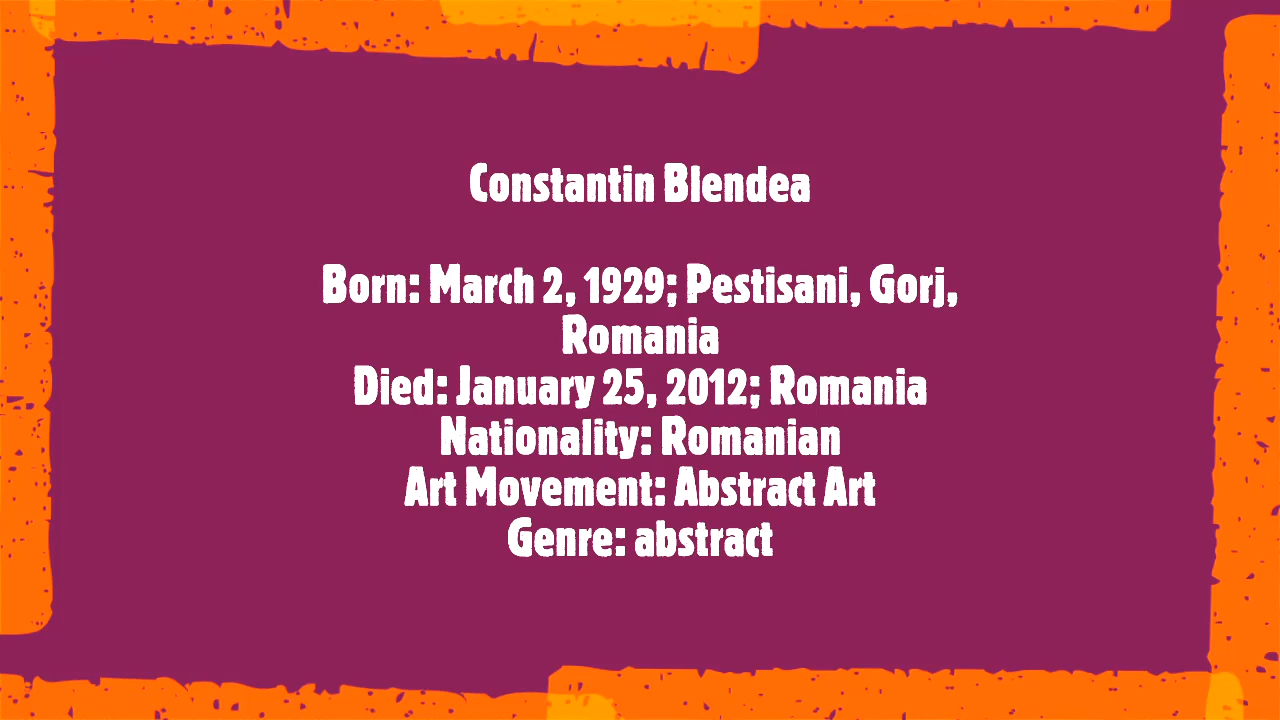 Constantin Blendea
Born: March 2, 1929; Pestisani, Gorj,
Romania
Died: January 25, 2012; Romania
Nationality: Romanian
Art Movement: Abstract Art
Genre: abstract